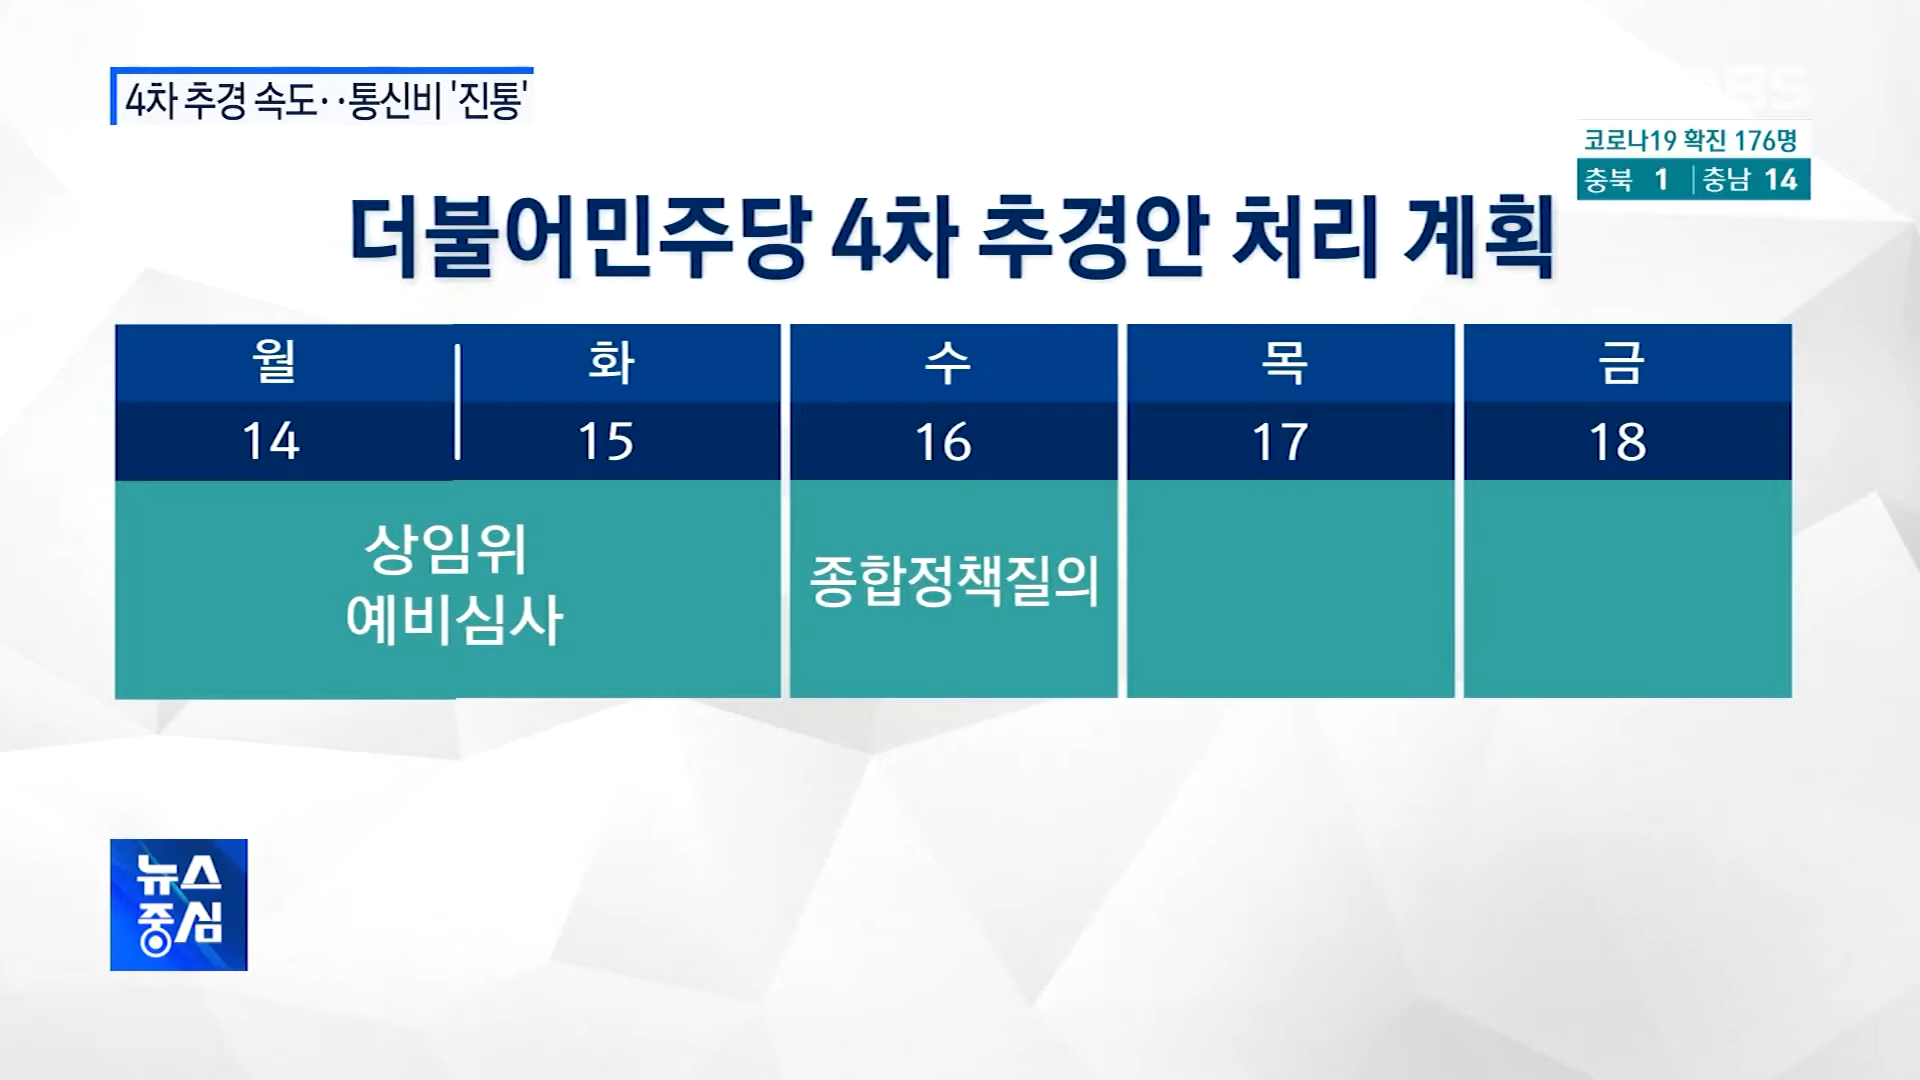 4차 추경 속도‥통신비 '진통'
코로나19 확진 176명
충북 1 충남 14
더불어민주당 4차 추경안 처리 계획
월 화 수 목 금
14 15 16 17 18
상임위
예비심사
종합정책질의
뉴스
중심